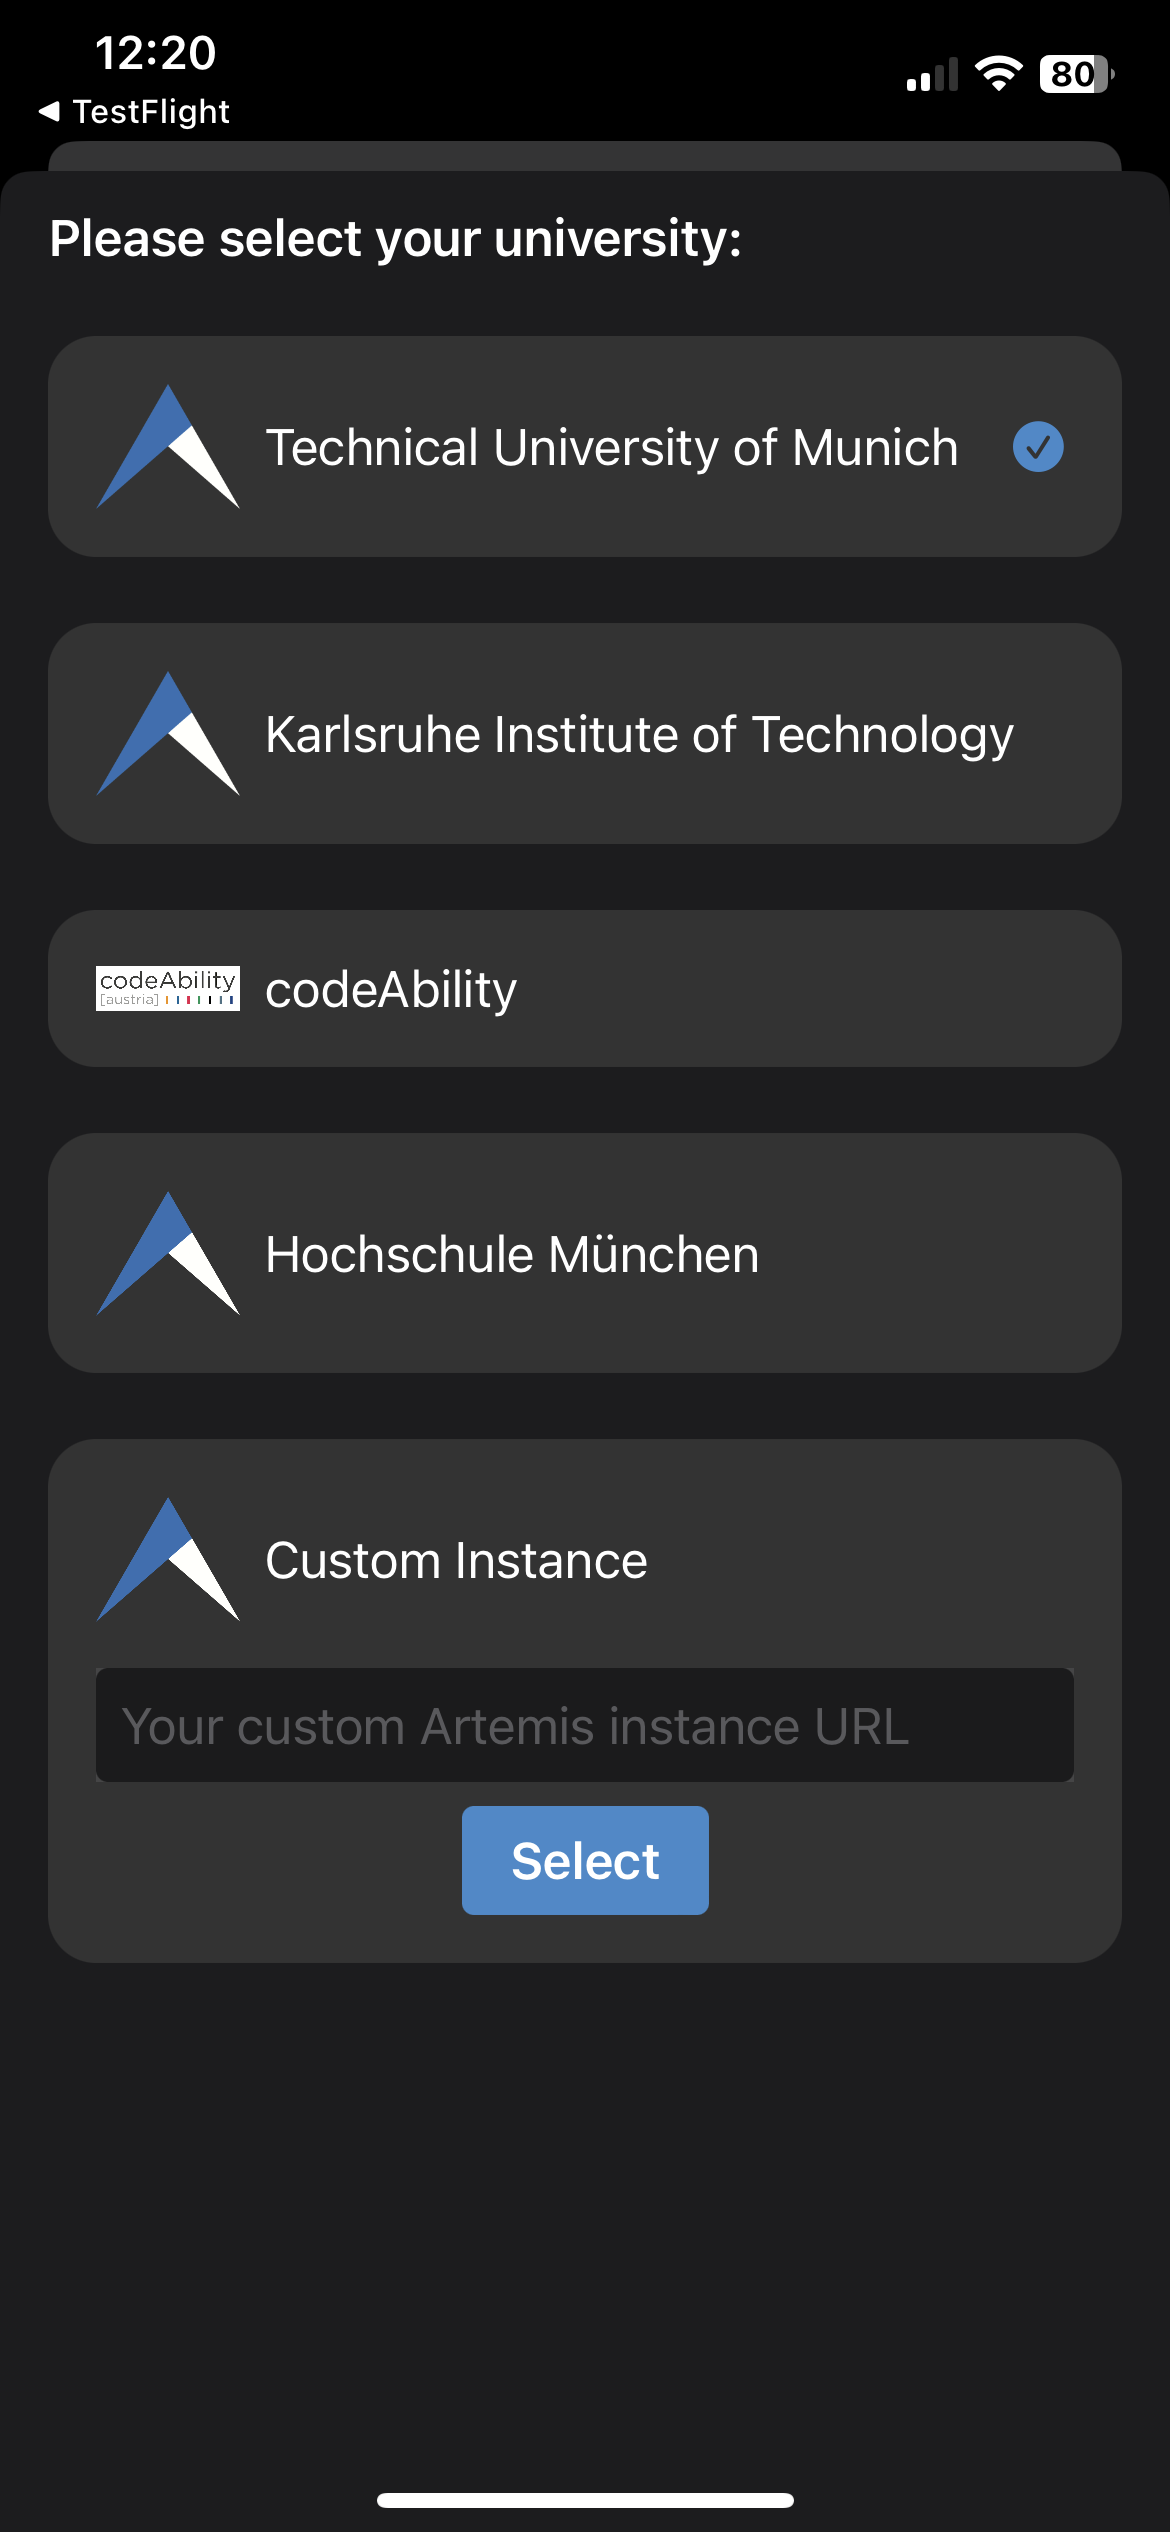 12:20
80
TestFlight
Please select your university:
Technical University of Munich
Karlsruhe Institute of Technology
codeAbility
[austria]
codeAbility
Hochschule München
Custom Instance
Your custom Artemis instance URL
Select